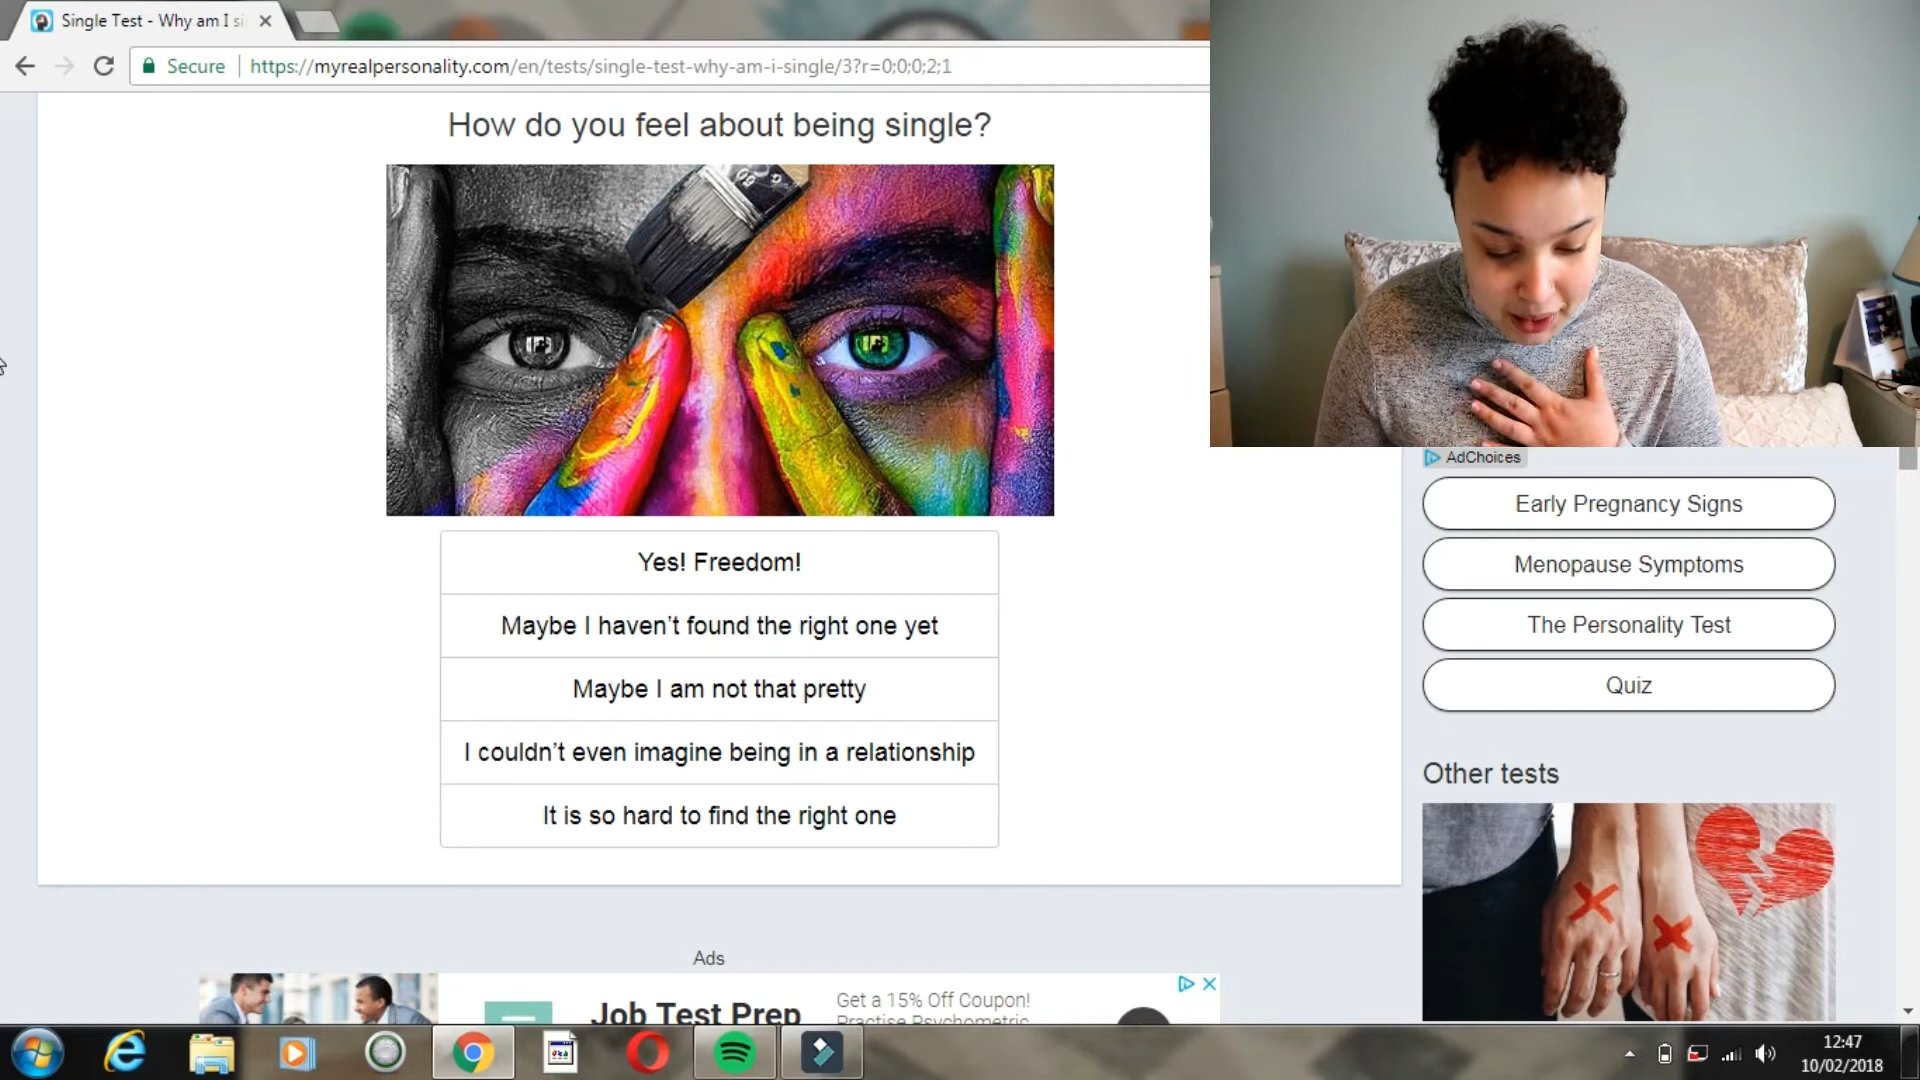 Single Test - Why am I si
Secure
https://myrealpersonality.com/en/tests/single-test-why-am-i-single/3?r=0;0;0;2;1
How do you feel about being single?
Yes! Freedom!
Maybe I haven't found the right one yet
Maybe I am not that pretty
I couldn't even imagine being in a relationship
It is so hard to find the right one
AdChoices
Early Pregnancy Signs
Menopause Symptoms
The Personality Test
Quiz
Other tests
Ads
Job Test Prep
Get a 15% Off Coupon!
Practise Psychometric
12:47
10/02/2018